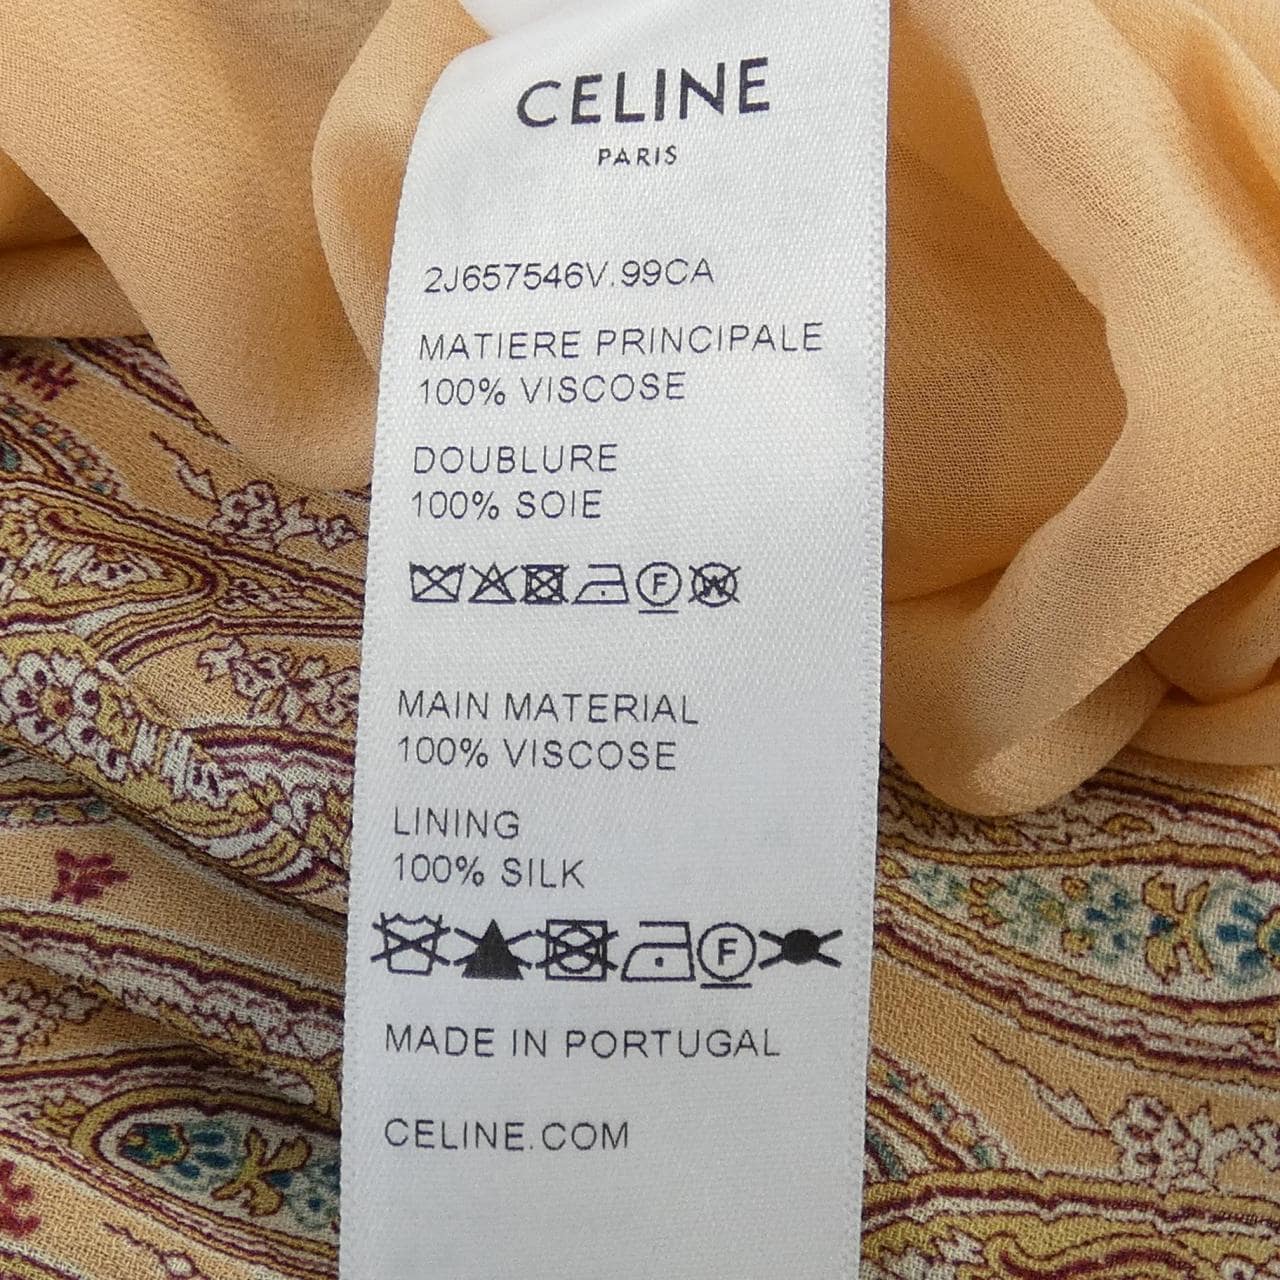 CELINE
PARIS
2J657546V.99CA
MATIERE PRINCIPALE
100% VISCOSE
DOUBLURE
100% SOIE
F W
MAIN MATERIAL
100% VISCOSE
LINING
100% SILK
F
MADE IN PORTUGAL
CELINE.COM